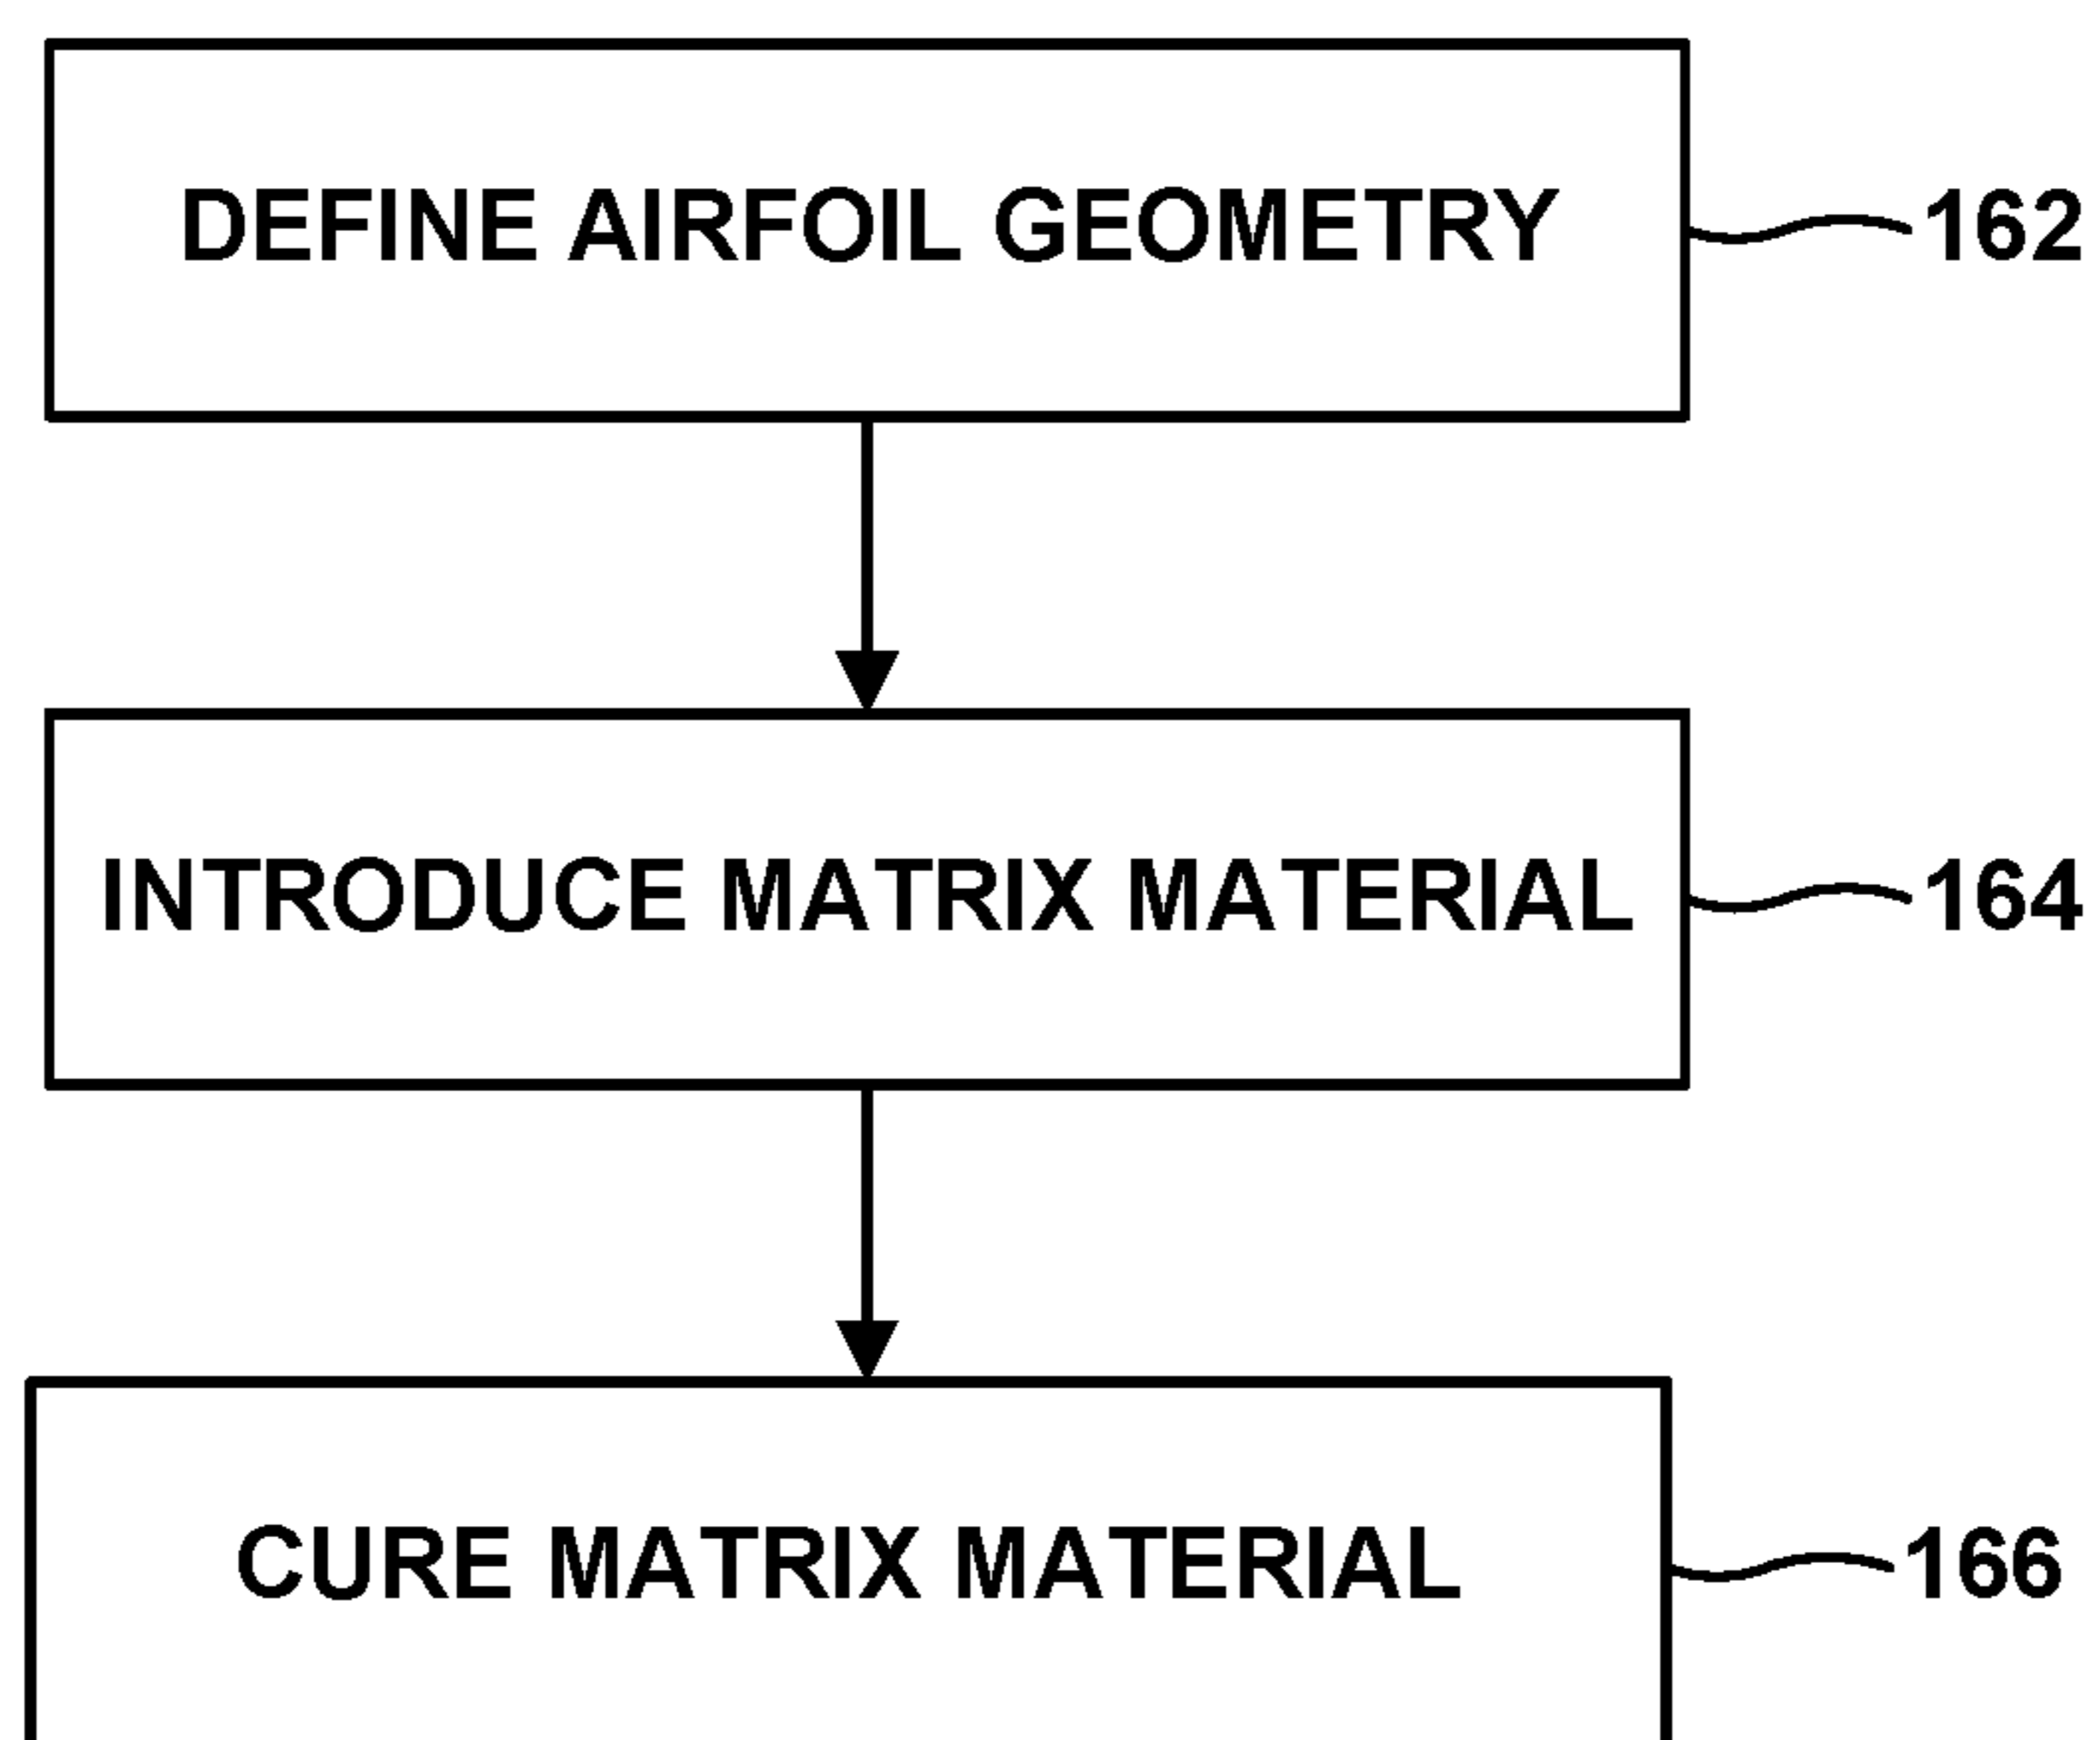 DEFINE AIRFOIL GEOMETRY
162
INTRODUCE MATRIX MATERIAL
164
CURE MATRIX MATERIAL
166